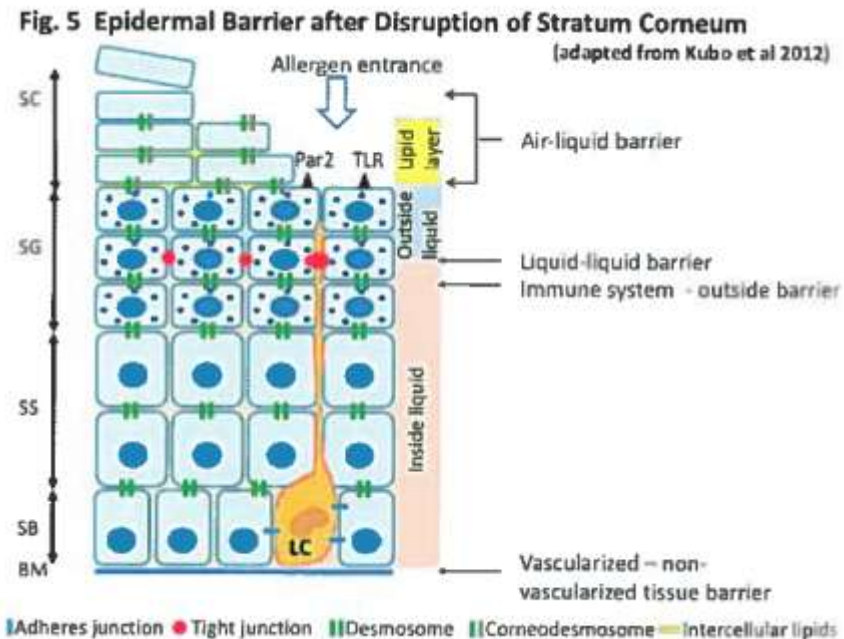 Fig. 5 Epidermal Barrier after Disruption of Stratum Corneum
(adapted from Kubo et al 2012)
Allergen entrance
SC
Par2
TLR
Lipid
layer
Air-liquid barrier
SG
Outside
liquid
Liquid-liquid barrier
Immune system - outside barrier
SS
Inside liquid
SB
LC
BM
Vascularized – non-
vascularized tissue barrier
Adheres junction Tight junction Desmosome Corneodesmosome Intercellular lipids